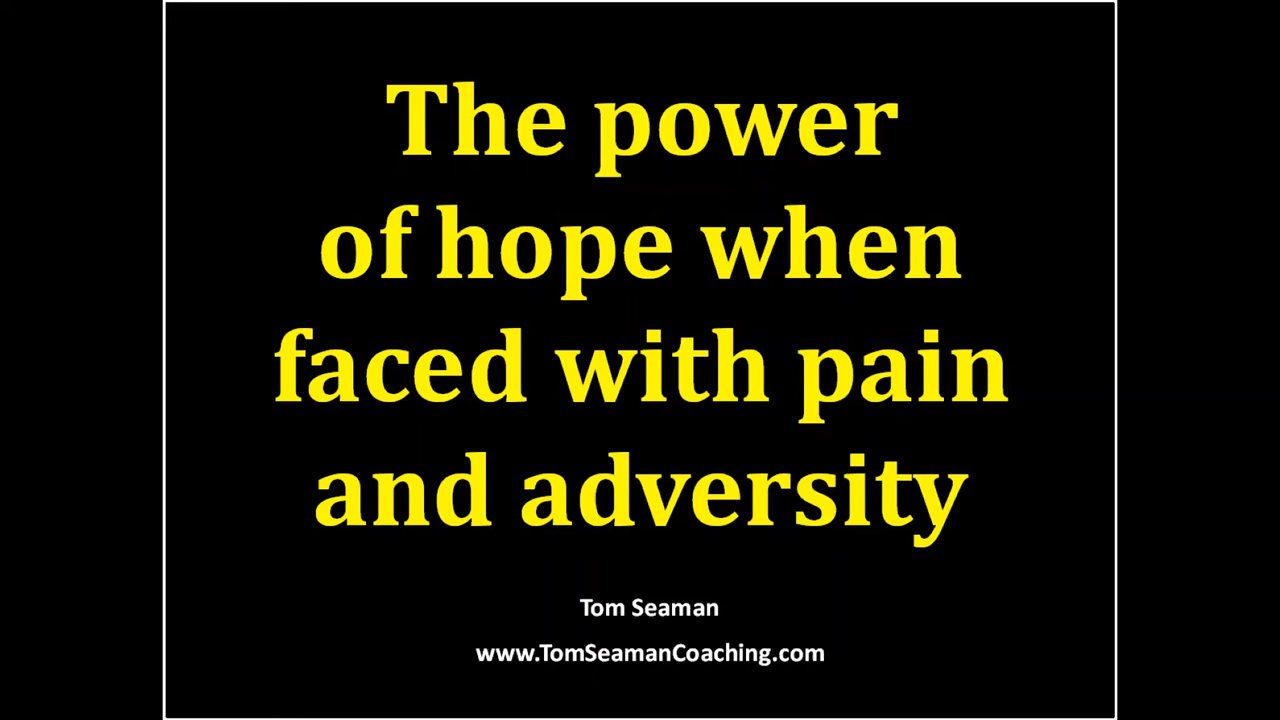 The power
of hope when
faced with pain
and adversity
Tom Seaman
www.TomSeamanCoaching.com